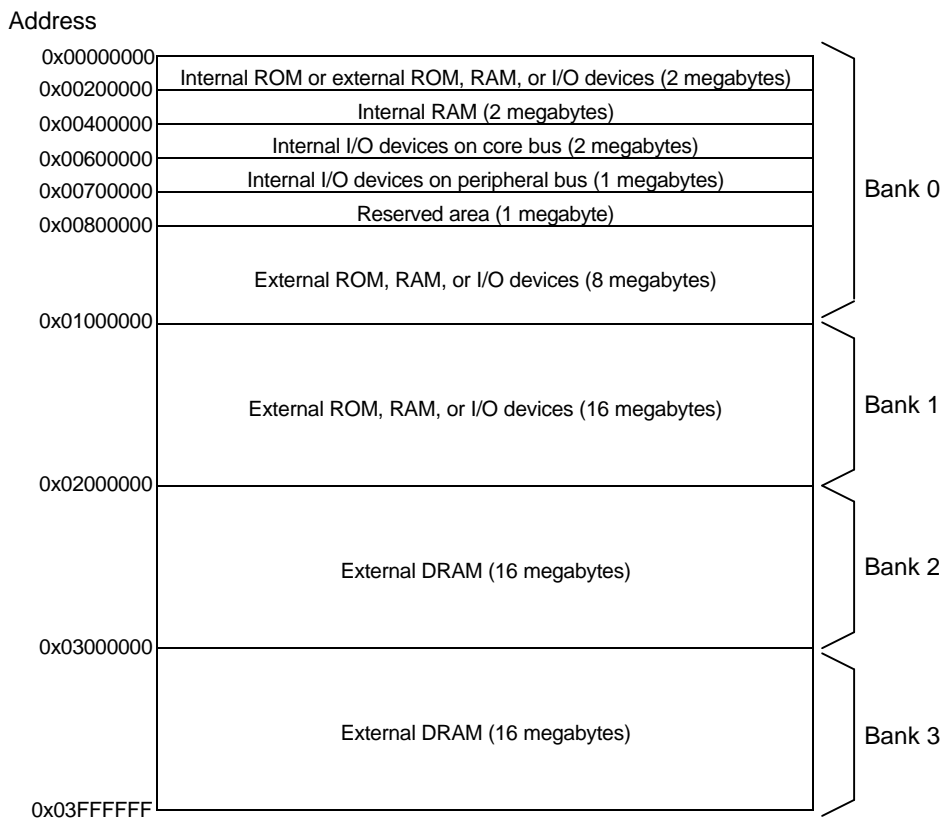 Address
0x00000000
Internal ROM or external ROM, RAM, or I/O devices (2 megabytes)
0x00200000
Internal RAM (2 megabytes)
0x00400000
Internal I/O devices on core bus (2 megabytes)
0x00600000
Internal I/O devices on peripheral bus (1 megabytes)
0x00700000
Reserved area (1 megabyte)
0x00800000
Bank 0
External ROM, RAM, or I/O devices (8 megabytes)
0x01000000
External ROM, RAM, or I/O devices (16 megabytes)
Bank 1
0x02000000
External DRAM (16 megabytes)
Bank 2
0x03000000
External DRAM (16 megabytes)
Bank 3
0x03FFFFFF